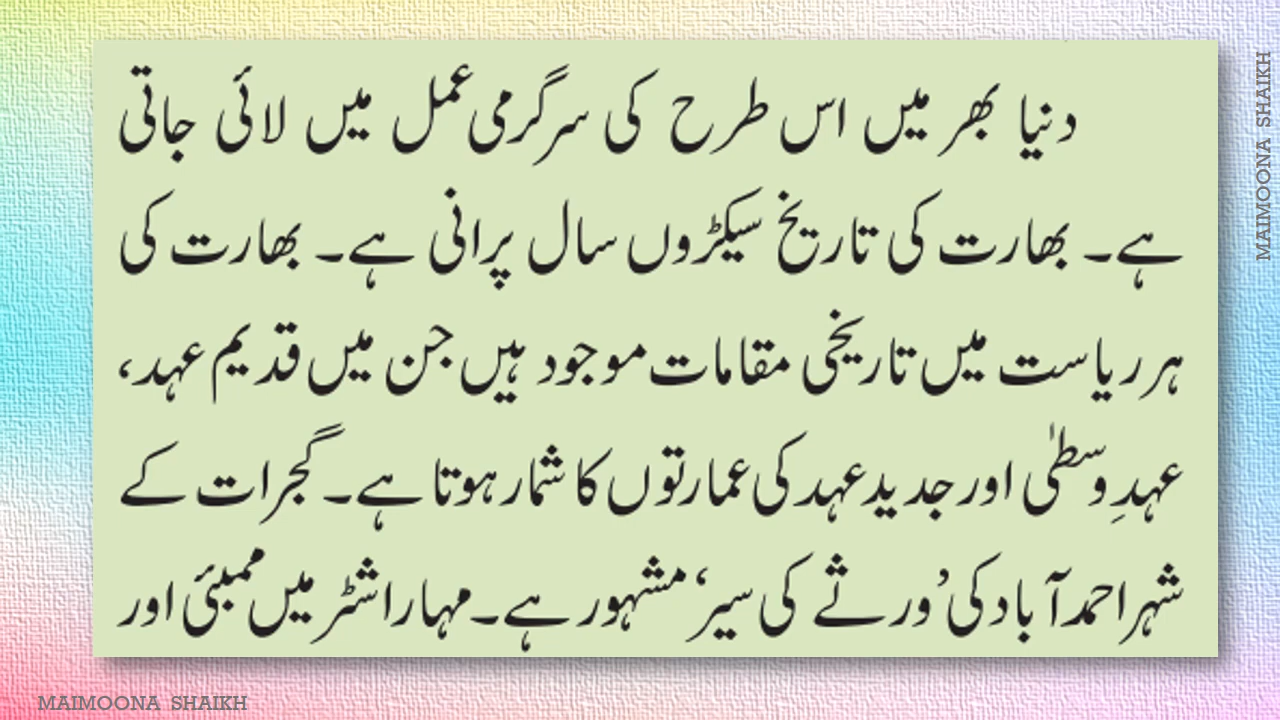 دنیا بھر میں اس طرح کی سرگرمی عمل میں لائی جاتی
ہے۔ بھارت کی تاریخ سیکڑوں سال پرانی ہے۔ بھارت کی
ہر ریاست میں تاریخی مقامات موجود ہیں جن میں قدیم عہد،
عہدِ وسطیٰ اور جدید عہد کی عمارتوں کا شمار ہوتا ہے۔ گجرات کے
شہر احمد آباد کی ’ورثے کی سیر‘ مشہور ہے۔ مہاراشٹر میں ممبئی اور
MAIMOONA SHAIKH
MAIMOONA SHAIKH